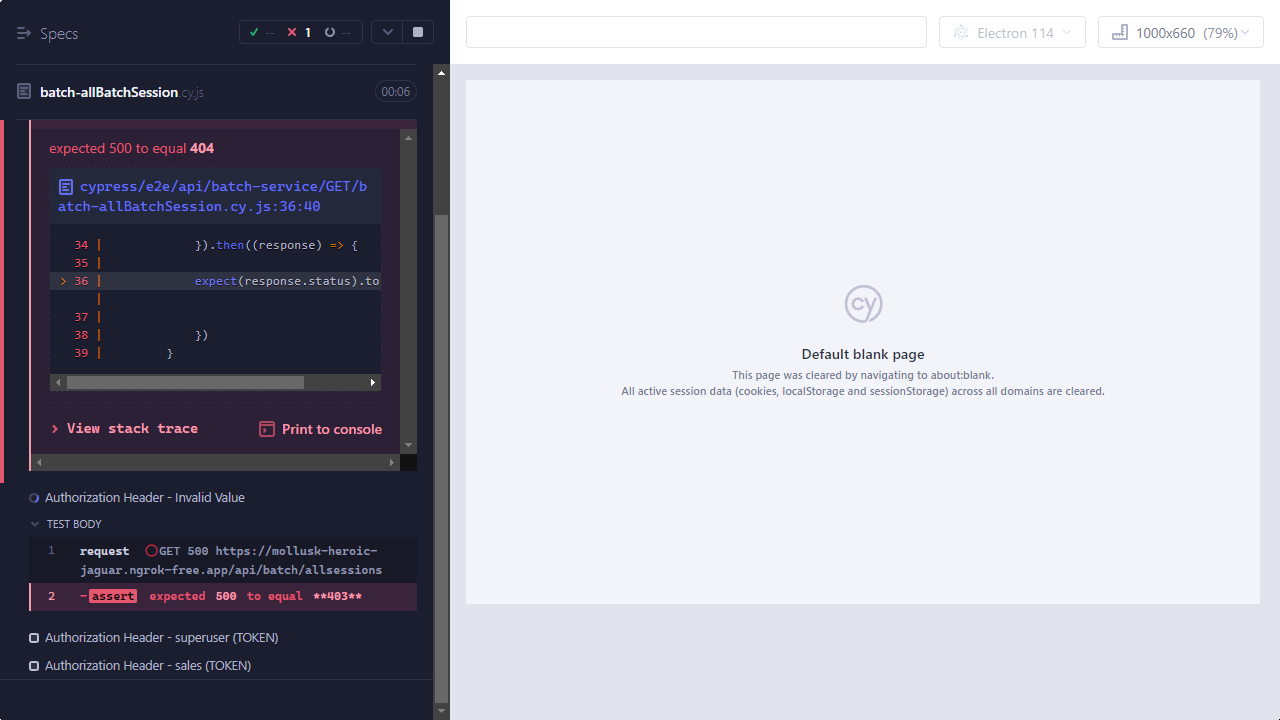 Specs
-- 1 --
Electron 114
1000x660 (79%)
batch-allBatchSession.cy.js
00:06
expected 500 to equal 404
cypress/e2e/api/batch-service/GET/b
atch-allBatchSession.cy.js:36:40
34 | }).then((response) => {
35 |
> 36 | expect(response.status).to
|
37 |
38 | })
39 | }
> View stack trace
Print to console
Authorization Header - Invalid Value
TEST BODY
1 request GET 500 https://mollusk-heroic-
jaguar.ngrok-free.app/api/batch/allsessions
2 -assert expected 500 to equal **403**
Authorization Header - superuser (TOKEN)
Authorization Header - sales (TOKEN)
cy
Default blank page
This page was cleared by navigating to about:blank.
All active session data (cookies, localStorage and sessionStorage) across all domains are cleared.